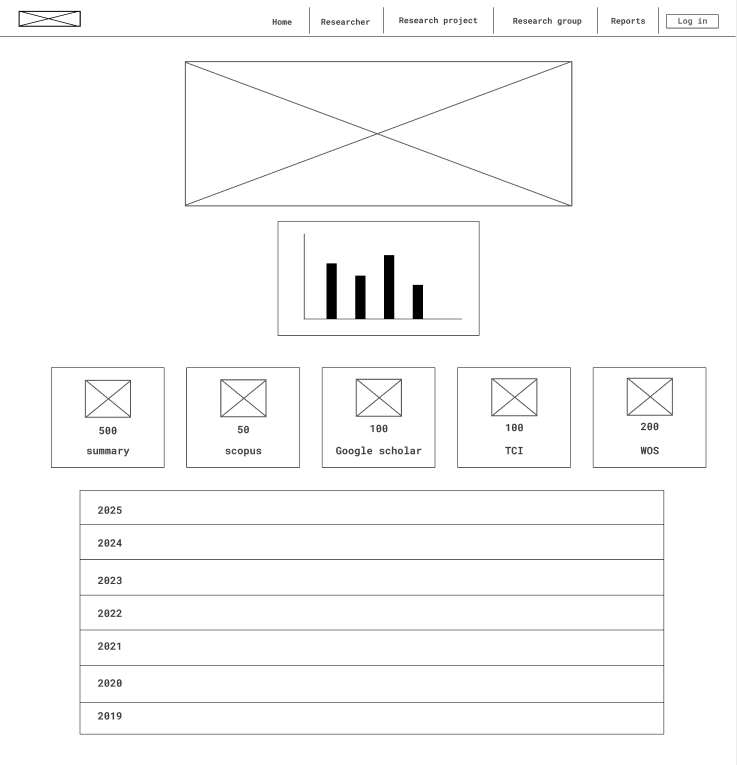 Home
Researcher
Research project
Research group
Reports
Log in
500
summary
50
scopus
100
Google scholar
100
TCI
200
WOS
2025
2024
2023
2022
2021
2020
2019